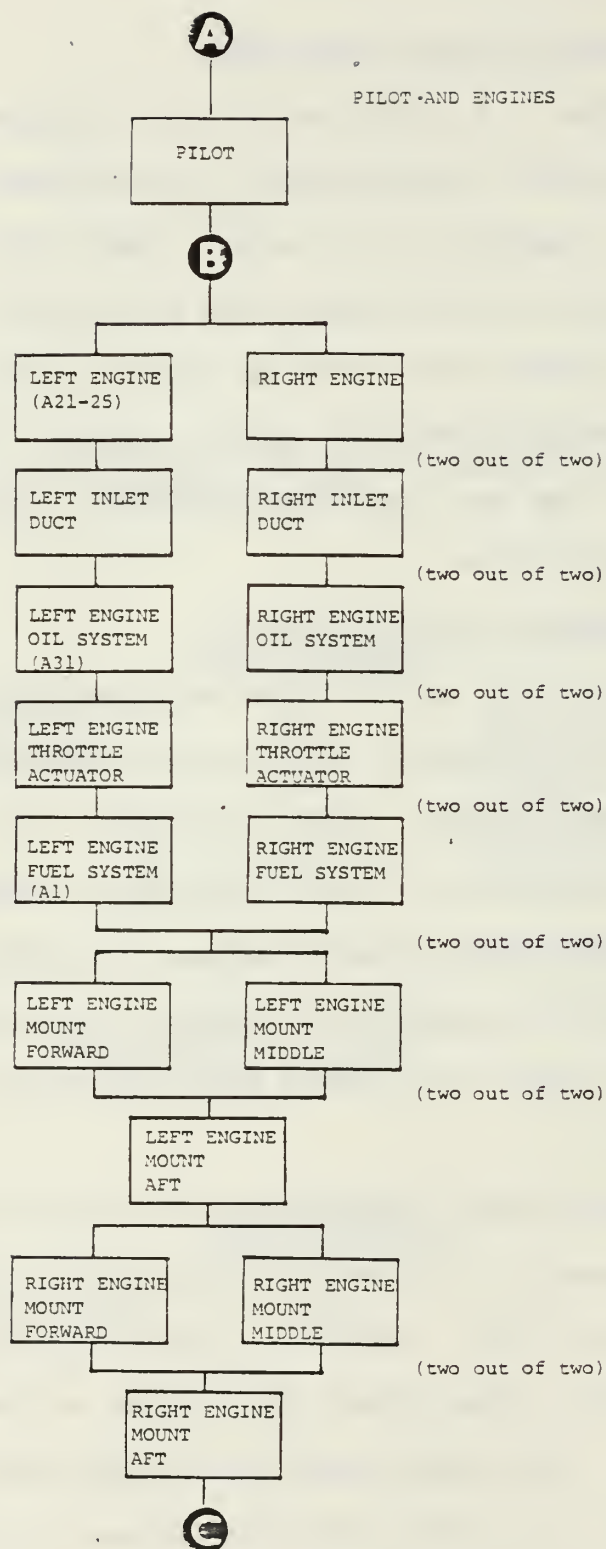 A
PILOT AND ENGINES
PILOT
B
LEFT ENGINE
(A21-25)
RIGHT ENGINE
(two out of two)
LEFT INLET
DUCT
RIGHT INLET
DUCT
(two out of two)
LEFT ENGINE
OIL SYSTEM
(A31)
RIGHT ENGINE
OIL SYSTEM
(two out of two)
LEFT ENGINE
THROTTLE
ACTUATOR
RIGHT ENGINE
THROTTLE
ACTUATOR
(two out of two)
LEFT ENGINE
FUEL SYSTEM
(A1)
RIGHT ENGINE
FUEL SYSTEM
(two out of two)
LEFT ENGINE
MOUNT
FORWARD
LEFT ENGINE
MOUNT
MIDDLE
(two out of two)
LEFT ENGINE
MOUNT
AFT
RIGHT ENGINE
MOUNT
FORWARD
RIGHT ENGINE
MOUNT
MIDDLE
(two out of two)
RIGHT ENGINE
MOUNT
AFT
C